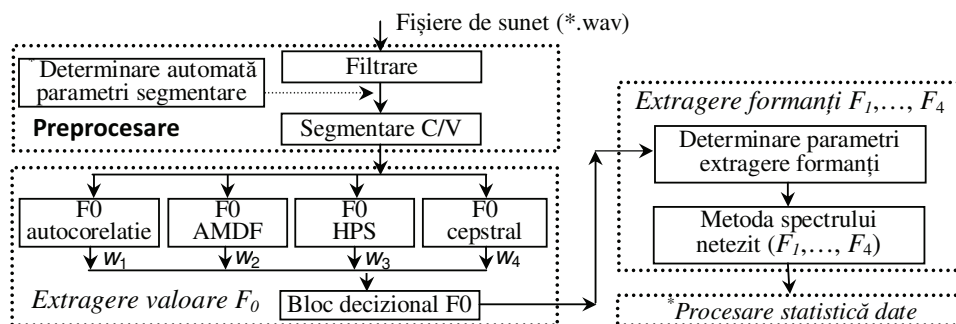 Fișiere de sunet (*.wav)
*Determinare automată
parametri segmentare
Filtrare
Preprocesare
Segmentare C/V
F0
autocorelatie
F0
AMDF
F0
HPS
F0
cepstral
w1
w2
w3
w4
Extragere valoare F0
Bloc decizional F0
Extragere formanți F1,…, F4
Determinare parametri
extragere formanți
Metoda spectrului
netezit (F1,…, F4)
*Procesare statistică date